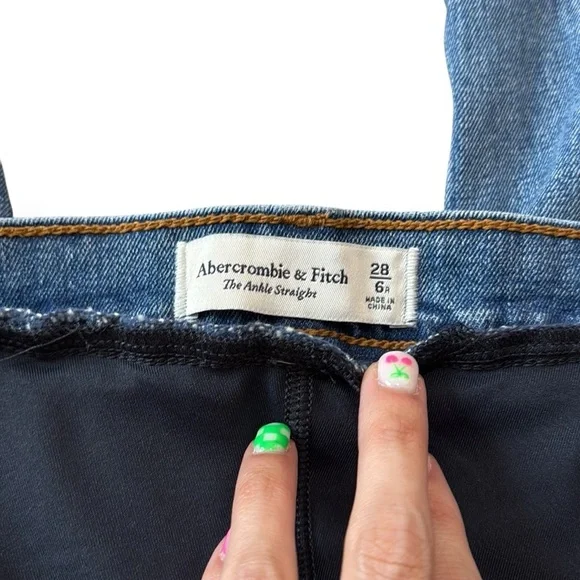 Abercrombie & Fitch
The Ankle Straight
28
6R
MADE IN
CHINA